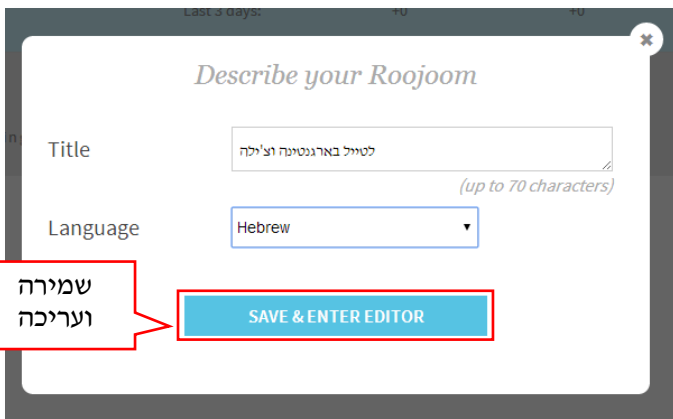 Last 3 days: +0 +0
Describe your Roojoom
Title
לטייל בארגנטינה וצ'ילה
(up to 70 characters)
Language
Hebrew
שמירה
ועריכה
SAVE & ENTER EDITOR